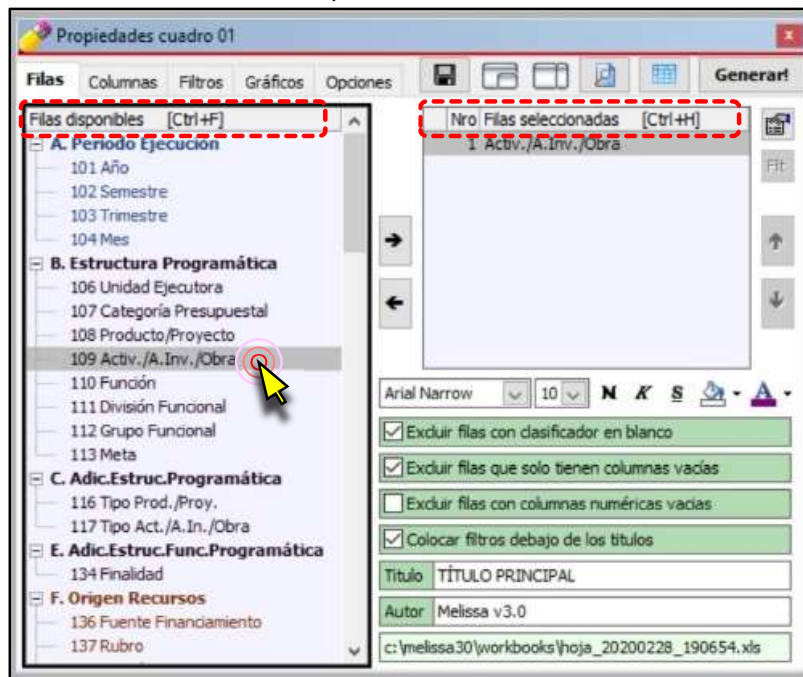 Propiedades cuadro 01
x
Filas Columnas Filtros Gráficos Opciones Generar!
Filas disponibles [Ctrl+F]
A. Periodo Ejecución
101 Año
102 Semestre
103 Trimestre
104 Mes
B. Estructura Programática
106 Unidad Ejecutora
107 Categoría Presupuestal
108 Producto/Proyecto
109 Activ./A.Inv./Obra
110 Función
111 División Funcional
112 Grupo Funcional
113 Meta
C. Adic.Estruc.Programática
116 Tipo Prod./Proy.
117 Tipo Act./A.In./Obra
E. Adic.Estruc.Func.Programática
134 Finalidad
F. Origen Recursos
136 Fuente Financiamiento
137 Rubro
Nro Filas seleccionadas [Ctrl+H]
1 Activ./A.Inv./Obra
Flt
Arial Narrow 10 N K S A
Excluir filas con clasificador en blanco
Excluir filas que solo tienen columnas vacías
Excluir filas con columnas numéricas vacias
Colocar filtros debajo de los titulos
Titulo TÍTULO PRINCIPAL
Autor Melissa v3.0
c:\melissa30\workbooks\hoja_20200228_190654.xls